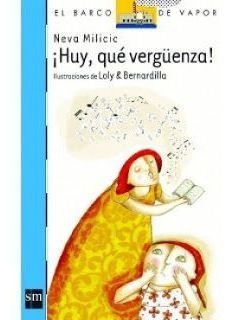 EL BARCO DE VAPOR
Neva Milicic
¡Huy, qué vergüenza!
Ilustraciones de Loly & Bernardilla
sm